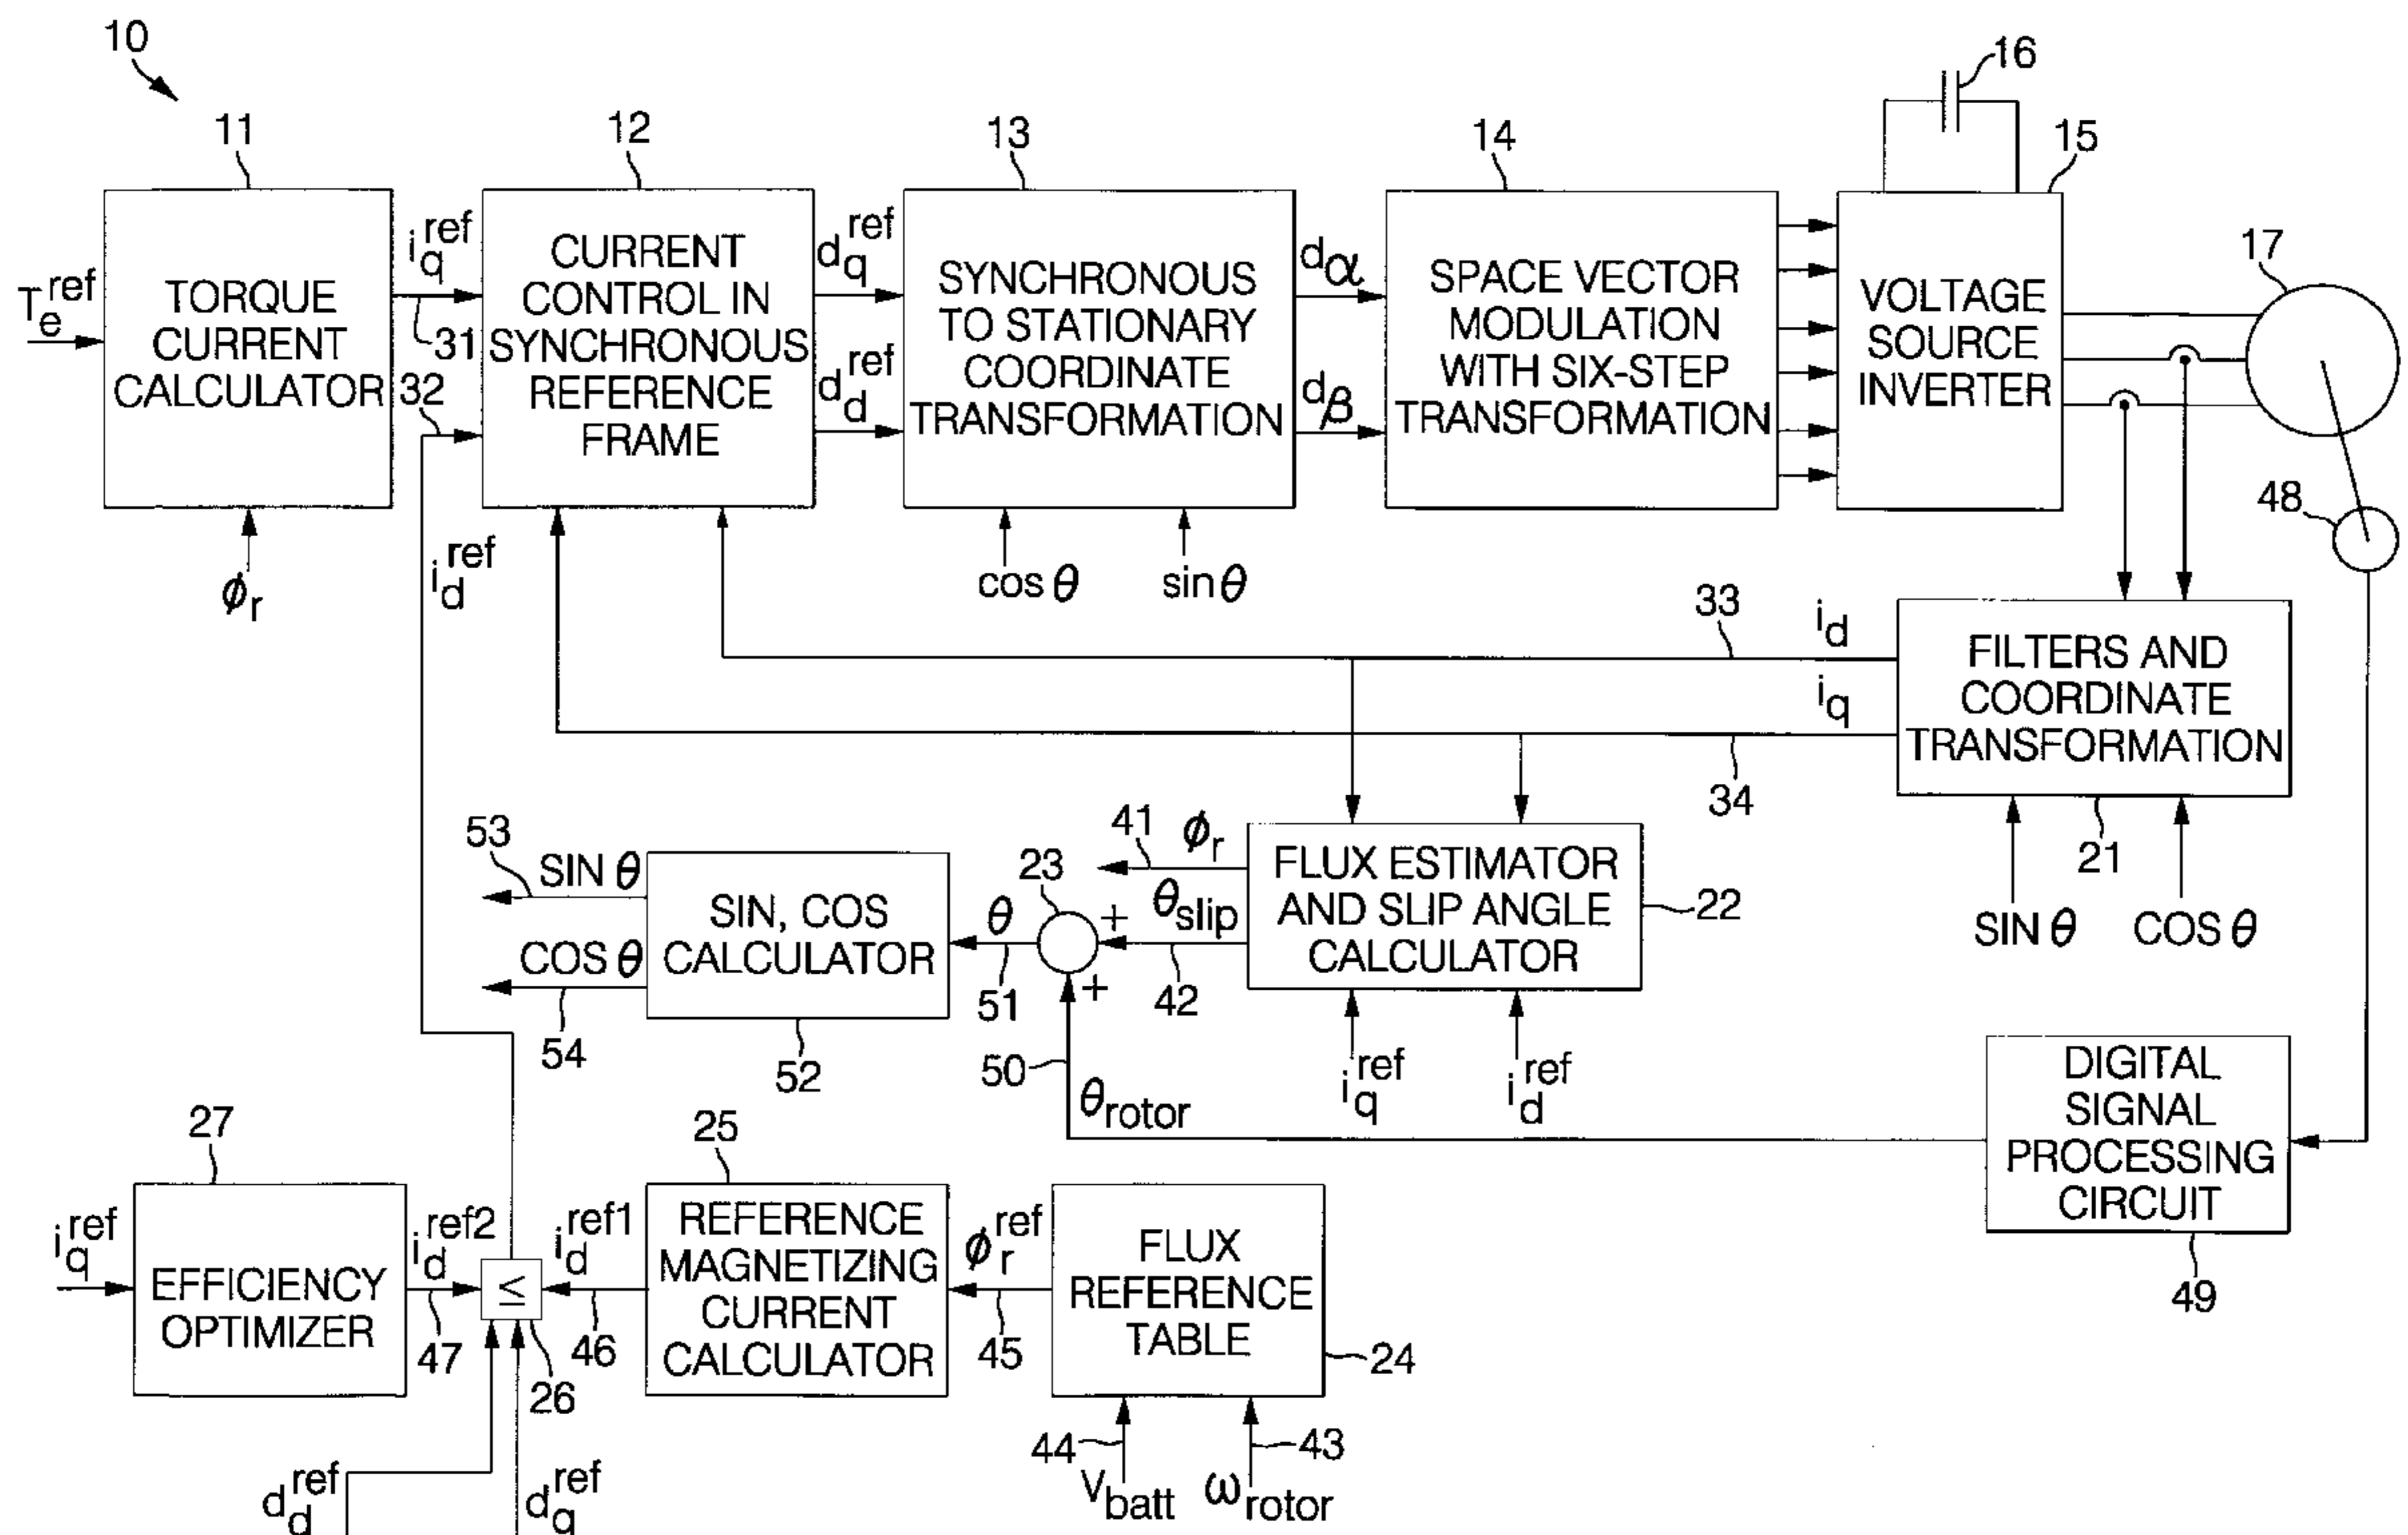 10
11
12
13
14
16
15
17
T_e^ref
TORQUE
CURRENT
CALCULATOR
i_q^ref
31
32
CURRENT
CONTROL IN
SYNCHRONOUS
REFERENCE
FRAME
d_q^ref
d_d^ref
SYNCHRONOUS
TO STATIONARY
COORDINATE
TRANSFORMATION
dα
dβ
SPACE VECTOR
MODULATION
WITH SIX-STEP
TRANSFORMATION
VOLTAGE
SOURCE
INVERTER
48
ϕ_r
i_d^ref
cos θ
sin θ
33
i_d
i_q
34
FILTERS AND
COORDINATE
TRANSFORMATION
21
SIN θ
COS θ
53
SIN θ
COS θ
54
SIN, COS
CALCULATOR
52
θ
51
23
+
+
41
ϕ_r
θ_slip
42
FLUX ESTIMATOR
AND SLIP ANGLE
CALCULATOR
22
i_q^ref
i_d^ref
50
θ_rotor
DIGITAL
SIGNAL
PROCESSING
CIRCUIT
49
27
i_q^ref
EFFICIENCY
OPTIMIZER
i_d^ref2
47
≤
26
i_d^ref1
46
25
REFERENCE
MAGNETIZING
CURRENT
CALCULATOR
ϕ_r^ref
45
FLUX
REFERENCE
TABLE
24
44
V_batt
43
ω_rotor
d_d^ref
d_q^ref